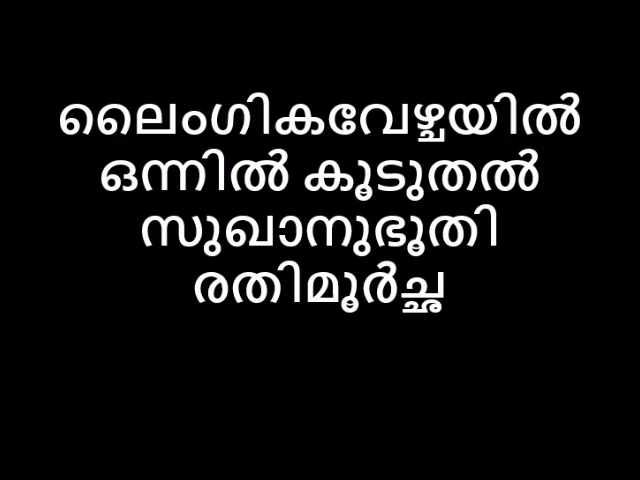 ലൈംഗികവേഴ്ചയിൽ
ഒന്നിൽ കൂടുതൽ
സുഖാനുഭൂതി
രതിമൂർച്ഛ